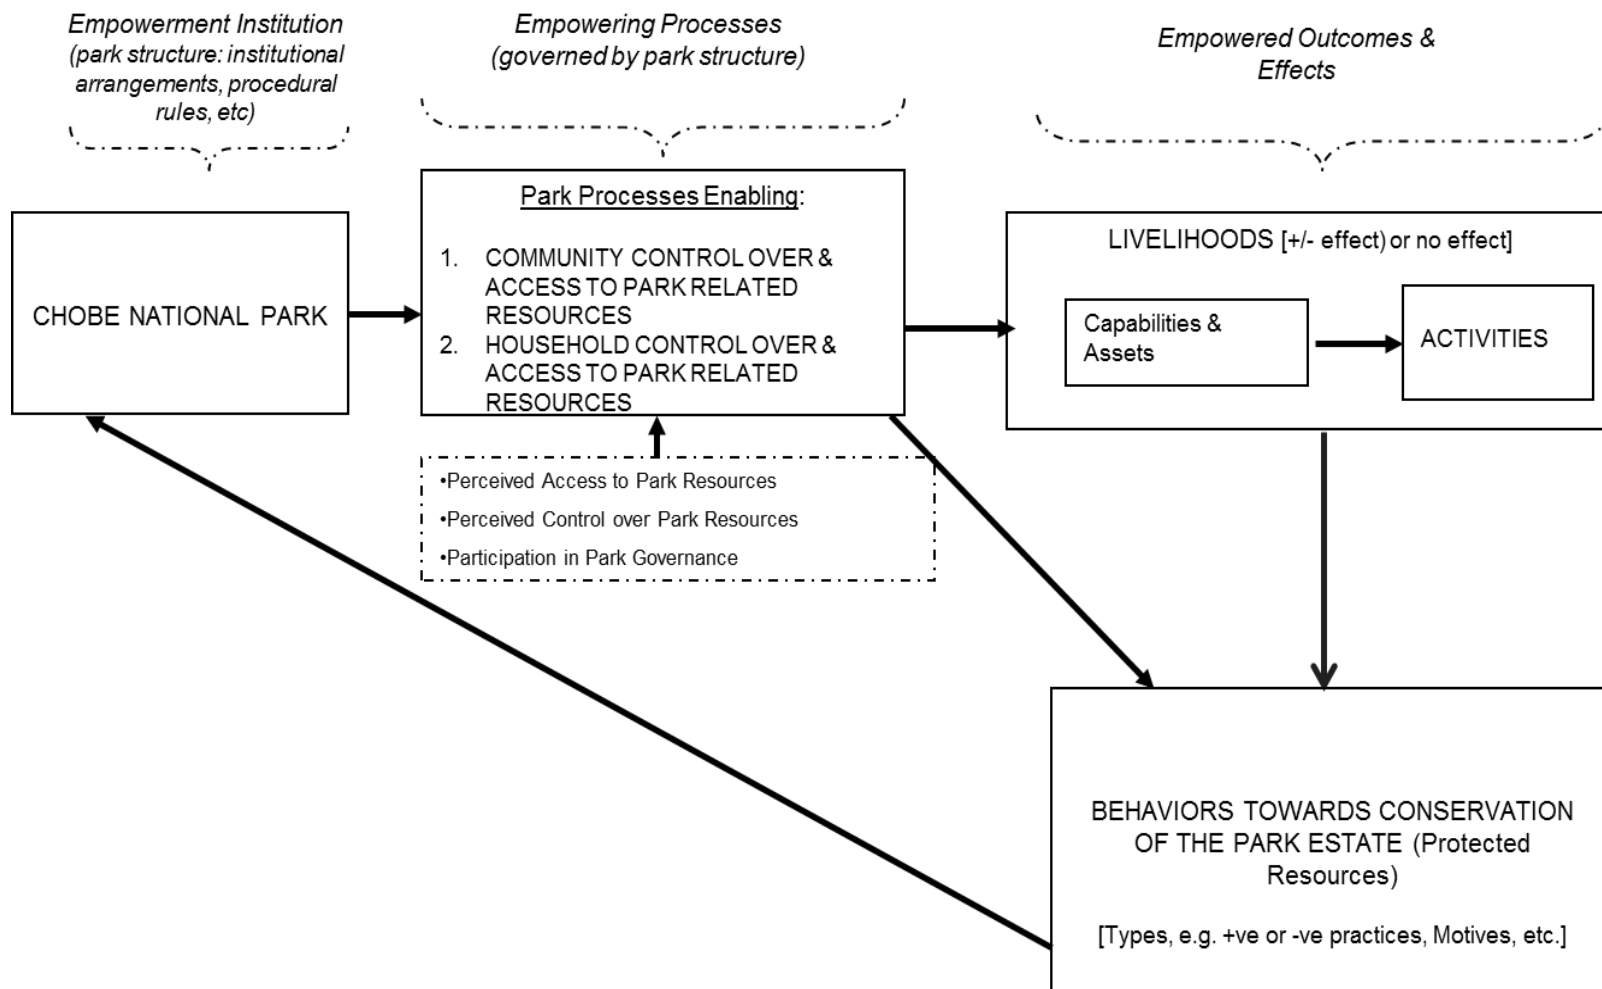 Empowerment Institution
(park structure: institutional
arrangements, procedural
rules, etc)
Empowering Processes
(governed by park structure)
Empowered Outcomes &
Effects
CHOBE NATIONAL PARK
Park Processes Enabling:
1. COMMUNITY CONTROL OVER &
ACCESS TO PARK RELATED
RESOURCES
2. HOUSEHOLD CONTROL OVER &
ACCESS TO PARK RELATED
RESOURCES
•Perceived Access to Park Resources
•Perceived Control over Park Resources
•Participation in Park Governance
LIVELIHOODS [+/- effect) or no effect]
Capabilities &
Assets
ACTIVITIES
BEHAVIORS TOWARDS CONSERVATION
OF THE PARK ESTATE (Protected
Resources)
[Types, e.g. +ve or -ve practices, Motives, etc.]